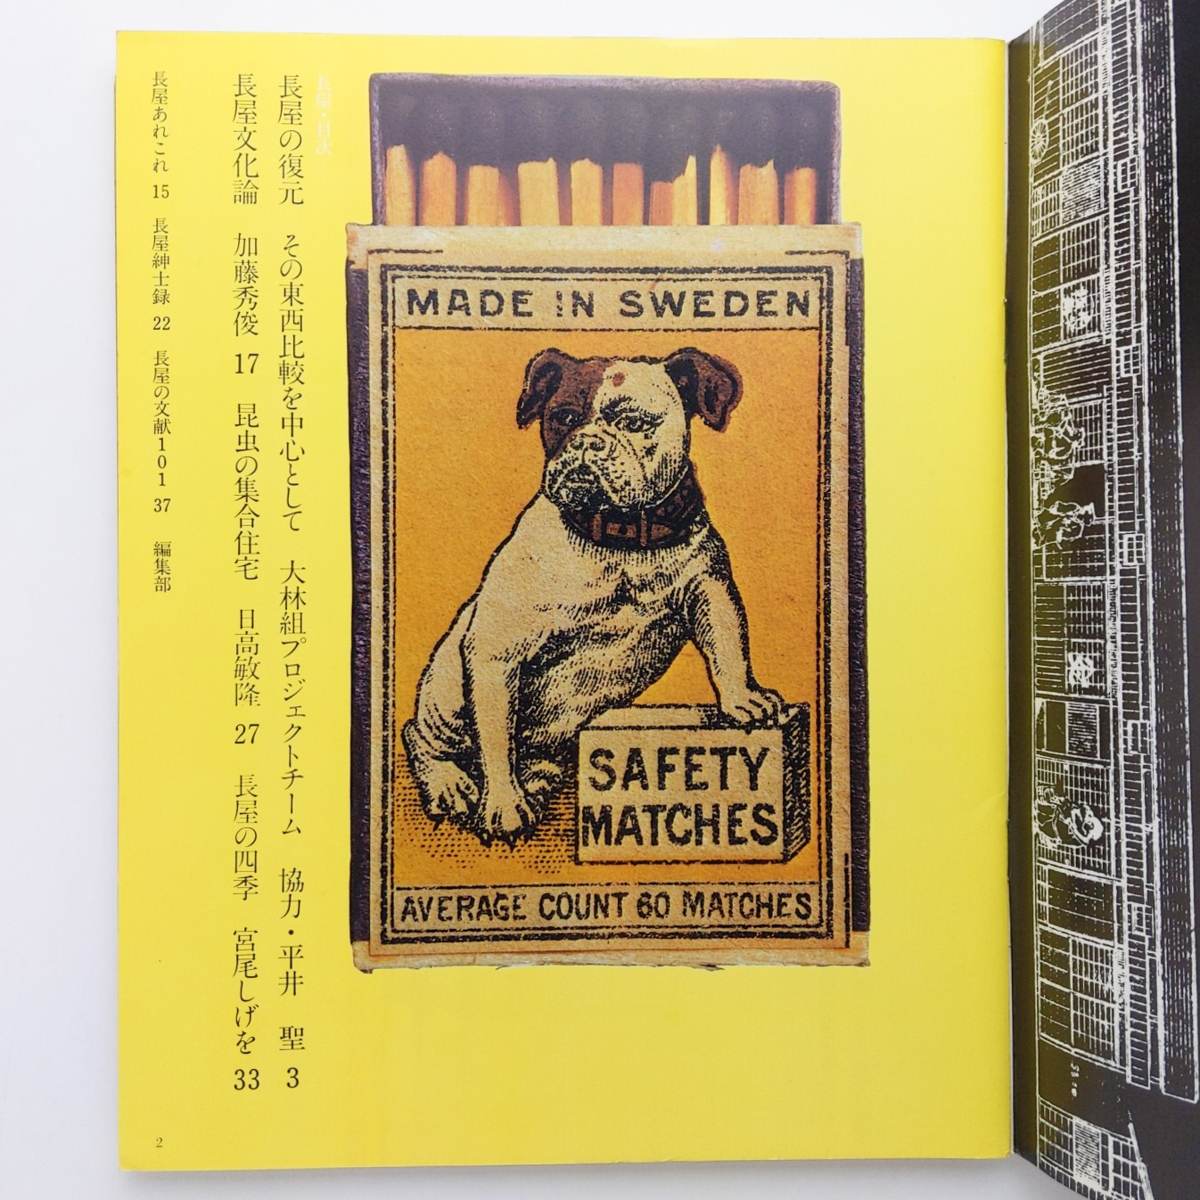 長屋・目次
長屋の復元 その東西比較を中心として 大林組プロジェクトチーム 協力・平井 聖 3
長屋文化論 加藤秀俊 17 昆虫の集合住宅 日高敏隆 27 長屋の四季 宮尾しげを 33
長屋あれこれ 15 長屋紳士録 22 長屋の文献101 37 編集部
MADE IN SWEDEN
SAFETY
MATCHES
AVERAGE COUNT 60 MATCHES
2